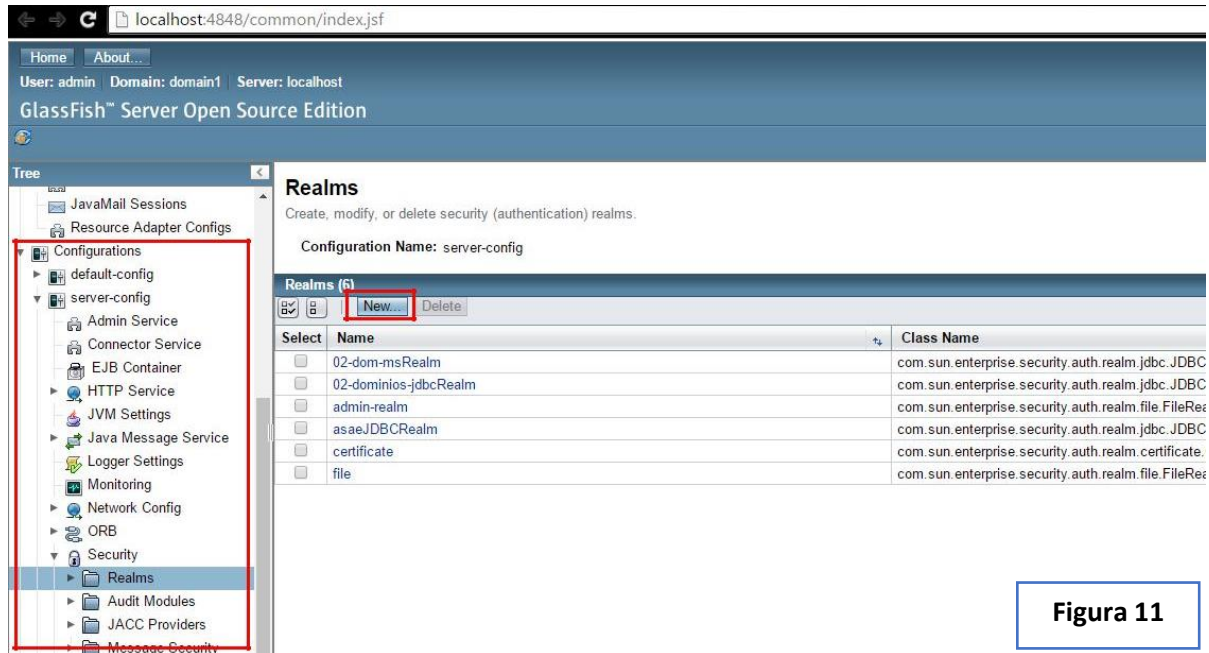 localhost:4848/common/index.jsf
Home About...
User: admin Domain: domain1 Server: localhost
GlassFish™ Server Open Source Edition
Tree
JavaMail Sessions
Resource Adapter Configs
Configurations
default-config
server-config
Admin Service
Connector Service
EJB Container
HTTP Service
JVM Settings
Java Message Service
Logger Settings
Monitoring
Network Config
ORB
Security
Realms
Audit Modules
JACC Providers
Message Security
Realms
Create, modify, or delete security (authentication) realms.
Configuration Name: server-config
Realms (6)
New... Delete
Select Name Class Name
02-dom-msRealm com.sun.enterprise.security.auth.realm.jdbc.JDBC
02-dominios-jdbcRealm com.sun.enterprise.security.auth.realm.jdbc.JDBC
admin-realm com.sun.enterprise.security.auth.realm.file.FileRea
asaeJDBCRealm com.sun.enterprise.security.auth.realm.jdbc.JDBC
certificate com.sun.enterprise.security.auth.realm.certificate.
file com.sun.enterprise.security.auth.realm.file.FileRea
Figura 11